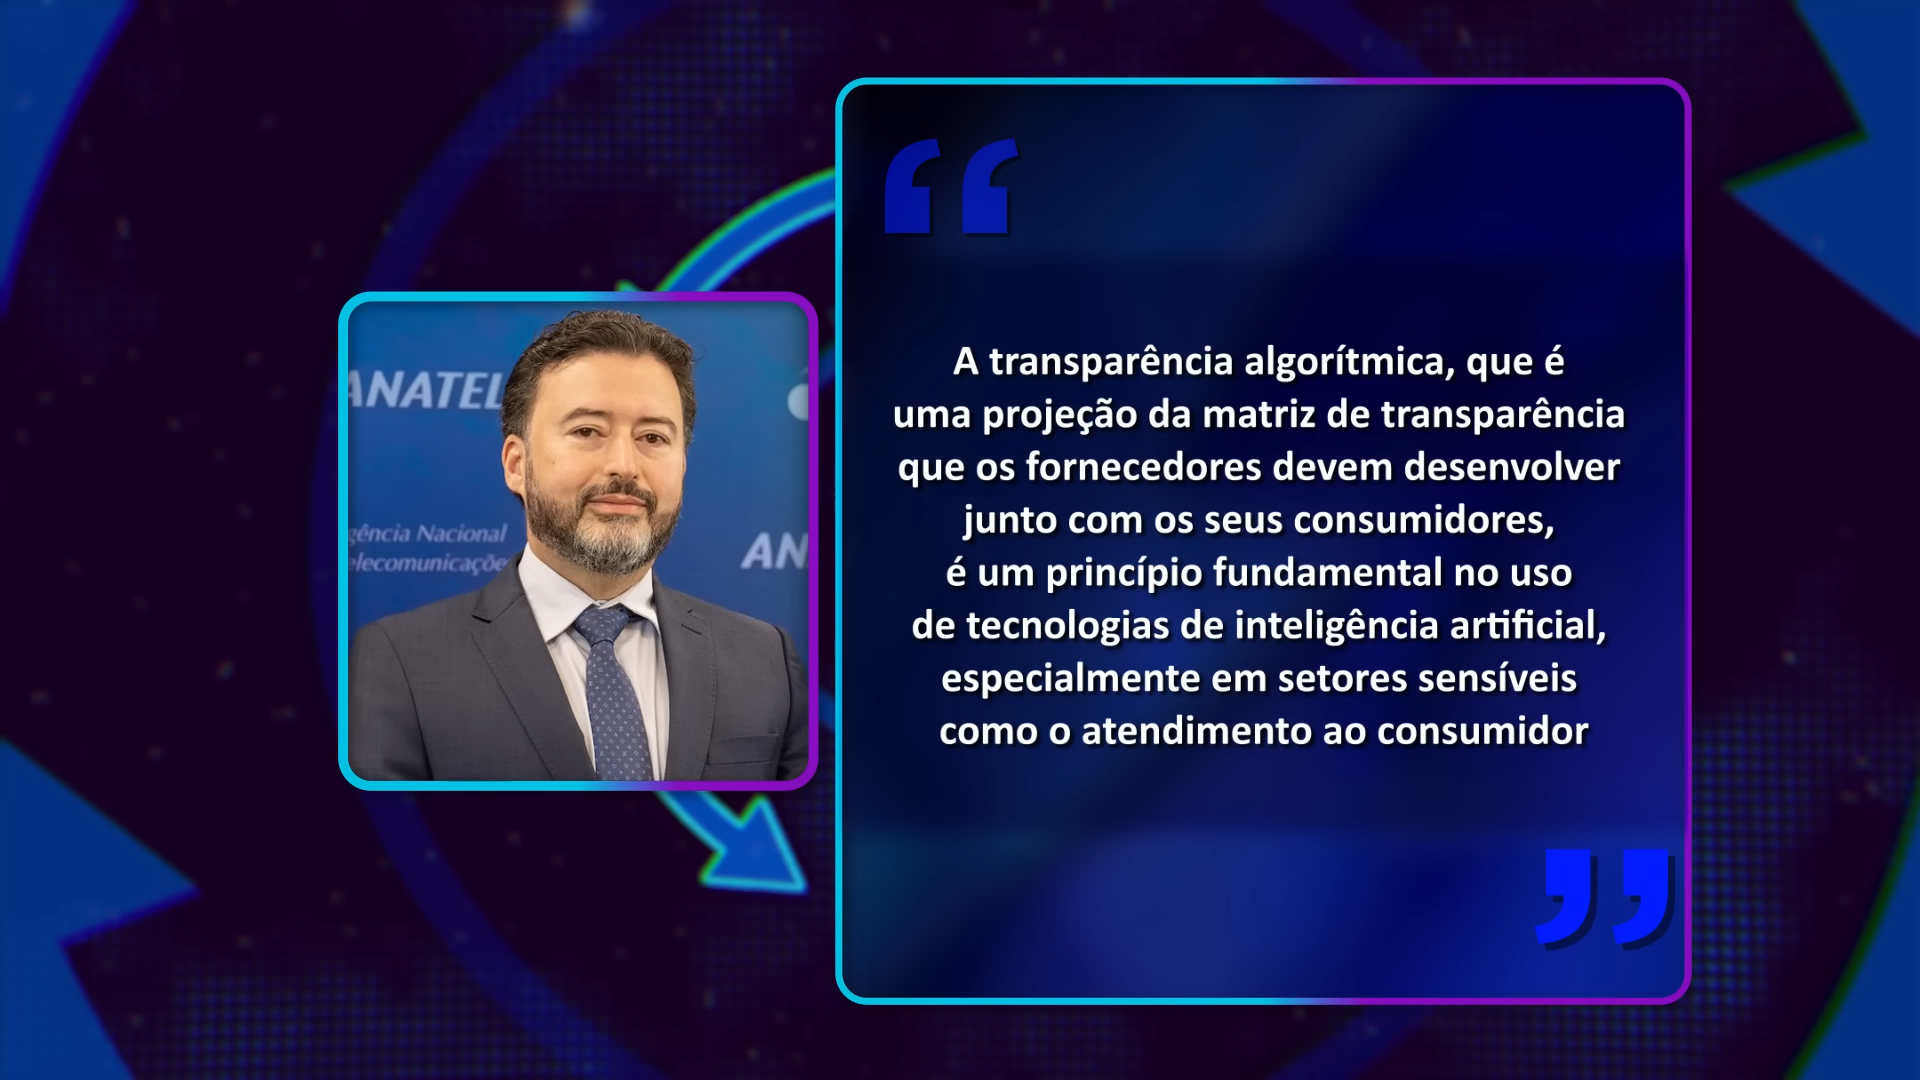 ANATEL
gência Nacional
elecomunicaçõe
AN
A transparência algorítmica, que é
uma projeção da matriz de transparência
que os fornecedores devem desenvolver
junto com os seus consumidores,
é um princípio fundamental no uso
de tecnologias de inteligência artificial,
especialmente em setores sensíveis
como o atendimento ao consumidor